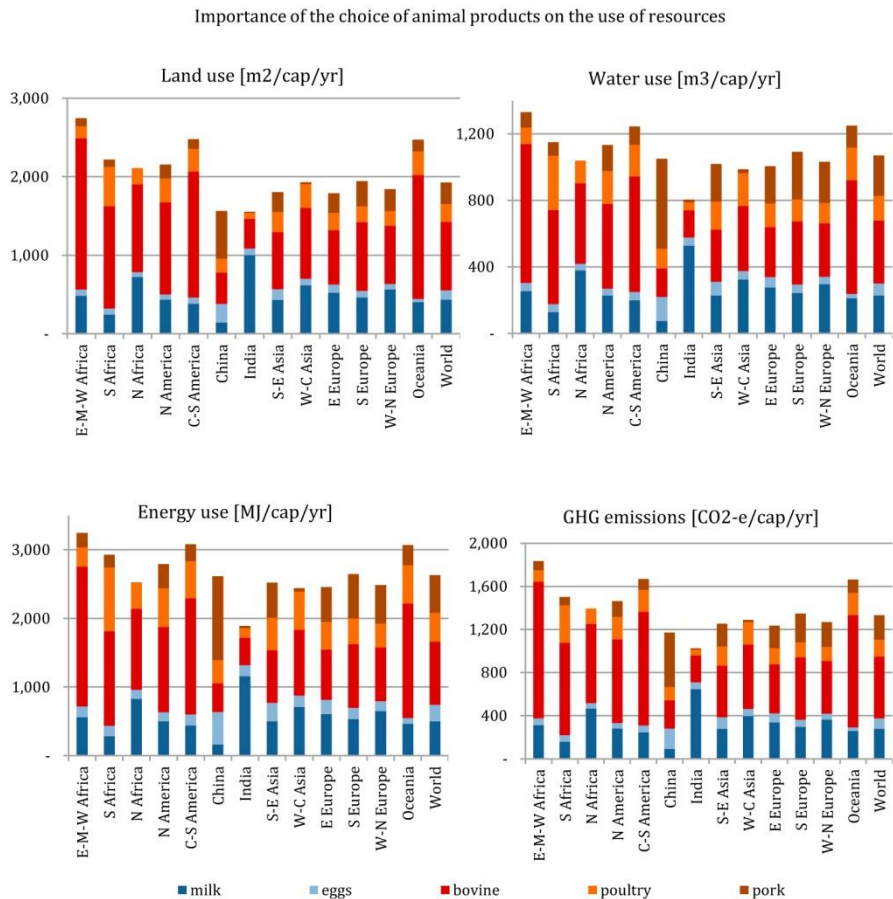 Importance of the choice of animal products on the use of resources
Land use [m2/cap/yr]
3,000
2,000
1,000
-
E-M-W Africa
S Africa
N Africa
N America
C-S America
China
India
S-E Asia
W-C Asia
E Europe
S Europe
W-N Europe
Oceania
World
Water use [m3/cap/yr]
1,200
800
400
-
E-M-W Africa
S Africa
N Africa
N America
C-S America
China
India
S-E Asia
W-C Asia
E Europe
S Europe
W-N Europe
Oceania
World
Energy use [MJ/cap/yr]
3,000
2,000
1,000
-
E-M-W Africa
S Africa
N Africa
N America
C-S America
China
India
S-E Asia
W-C Asia
E Europe
S Europe
W-N Europe
Oceania
World
GHG emissions [CO2-e/cap/yr]
2,000
1,600
1,200
800
400
-
E-M-W Africa
S Africa
N Africa
N America
C-S America
China
India
S-E Asia
W-C Asia
E Europe
S Europe
W-N Europe
Oceania
World
milk eggs bovine poultry pork